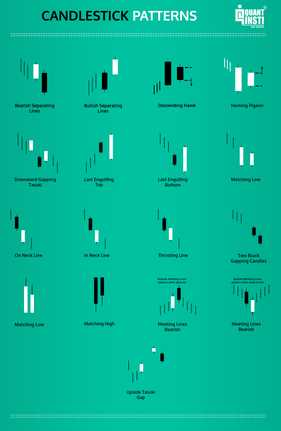 CANDLESTICK PATTERNS
QUANT
INSTI
Bearish Separating
Lines
Bullish Separating
Lines
Descending Hawk
Homing Pigeon
Downward Gapping
Tasuki
Last Engulfing
Top
Last Engulfing
Bottom
Matching Low
On Neck Line
In Neck Line
Thrusting Line
Two Black
Gapping Candles
Matching Low
Matching High
Meeting Lines
Bearish
Meeting Lines
Bearish
Upside Tasuki
Gap